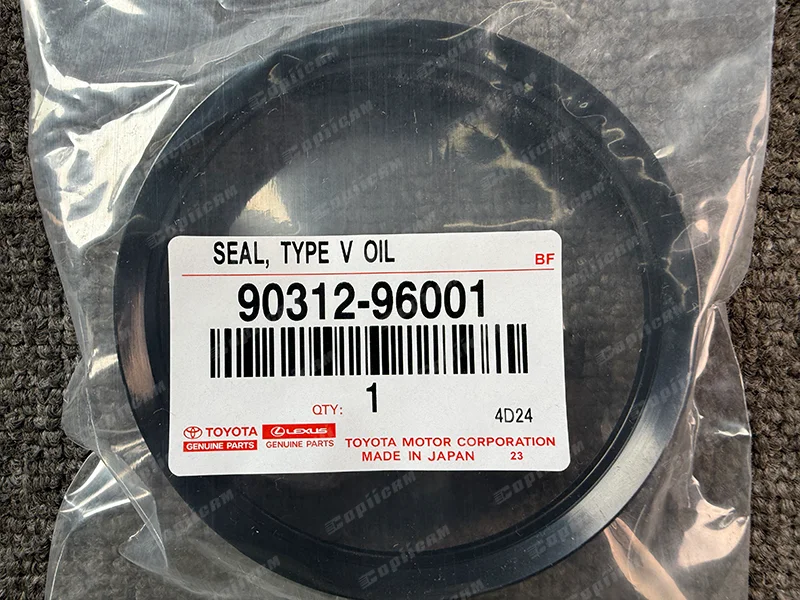 SEAL, TYPE V OIL
BF
90312-96001
QTY: 1
4D24
TOYOTA
GENUINE PARTS
LEXUS
GENUINE PARTS
TOYOTA MOTOR CORPORATION
MADE IN JAPAN 23
CopiiCAM